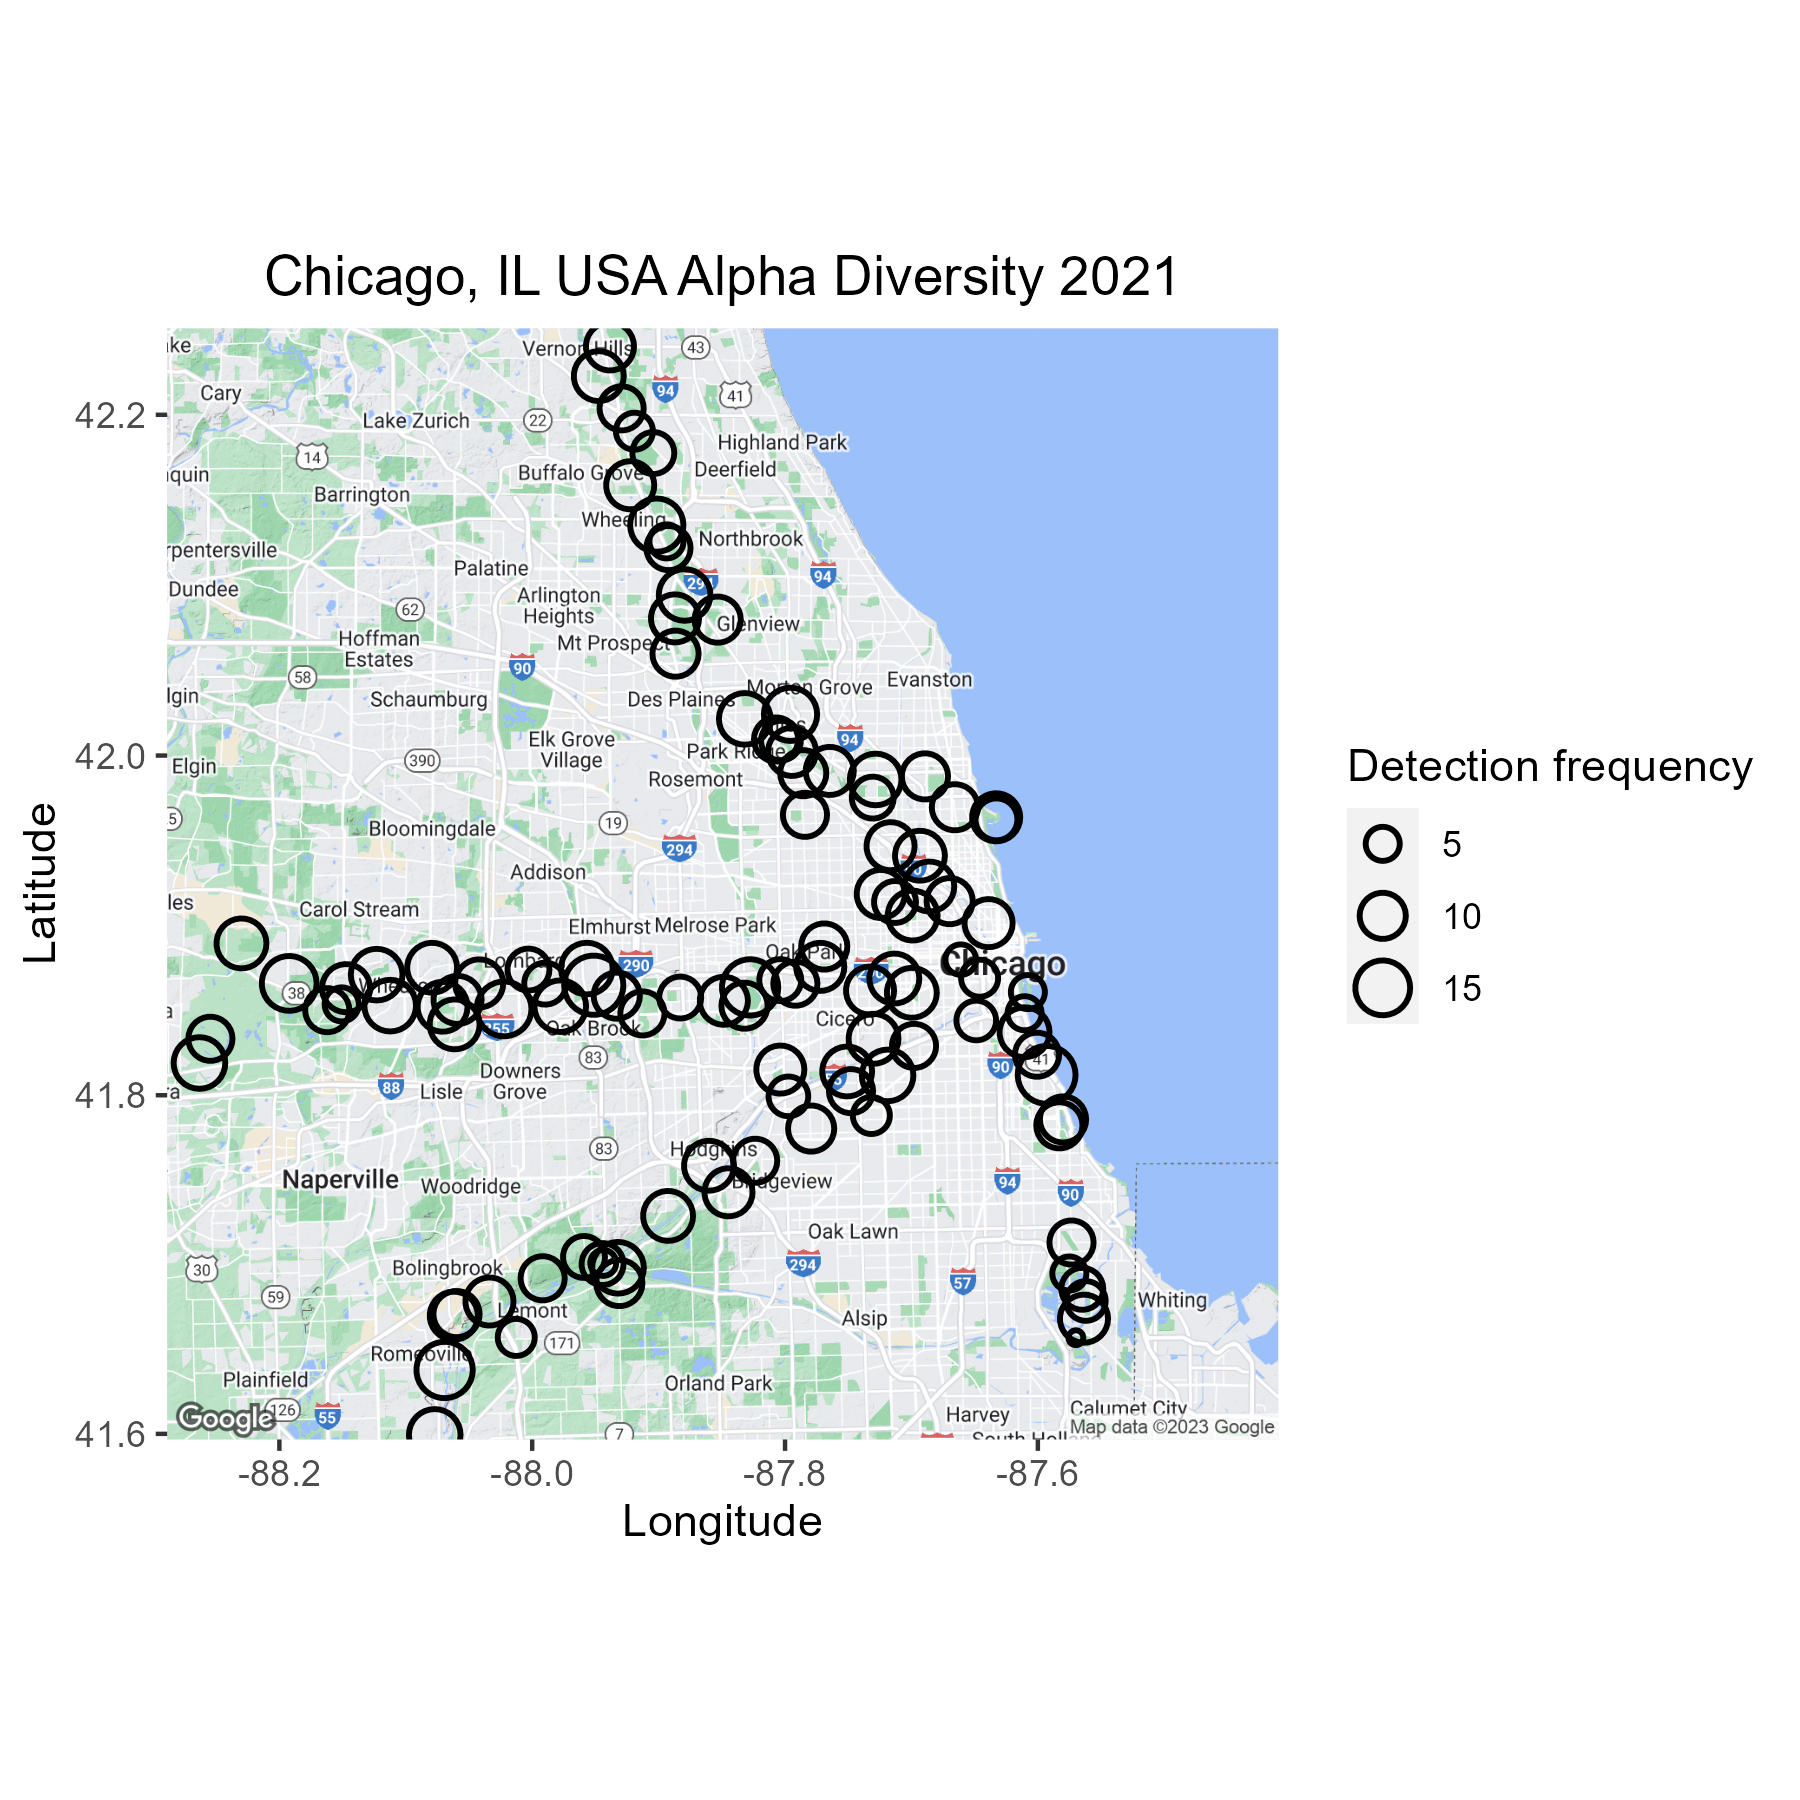 Chicago, IL USA Alpha Diversity 2021
ke
Vernon Hills
43
94
41
Cary
42.2
Lake Zurich
22
14
Highland Park
Deerfield
quin
Buffalo Grove
Barrington
Wheeling
Northbrook
rpentersville
Palatine
94
Dundee
Arlington
Heights
62
Glenview
Hoffman
Estates
Mt Prospect
90
58
Evanston
lgin
Schaumburg
Des Plaines
Morton Grove
94
Elk Grove
Village
Park Ridge
42.0
390
Elgin
Rosemont
5
19
Bloomingdale
294
Addison
les
Carol Stream
Elmhurst
Melrose Park
Oak Park
Lombard
290
Chicago
38
355
Oak Brook
Cicero
83
41
90
Downers
Grove
88
Lisle
41.8
ra
83
Hodgkins
Naperville
Woodridge
Bridgeview
94
90
Oak Lawn
294
30
Bolingbrook
57
59
Lemont
Whiting
Alsip
171
Romeoville
Plainfield
Orland Park
Google
126
55
Harvey
Calumet City
7
Map data ©2023 Google
South Holland
41.6
-88.2
-88.0
-87.8
-87.6
Longitude
Latitude
Detection frequency
5
10
15